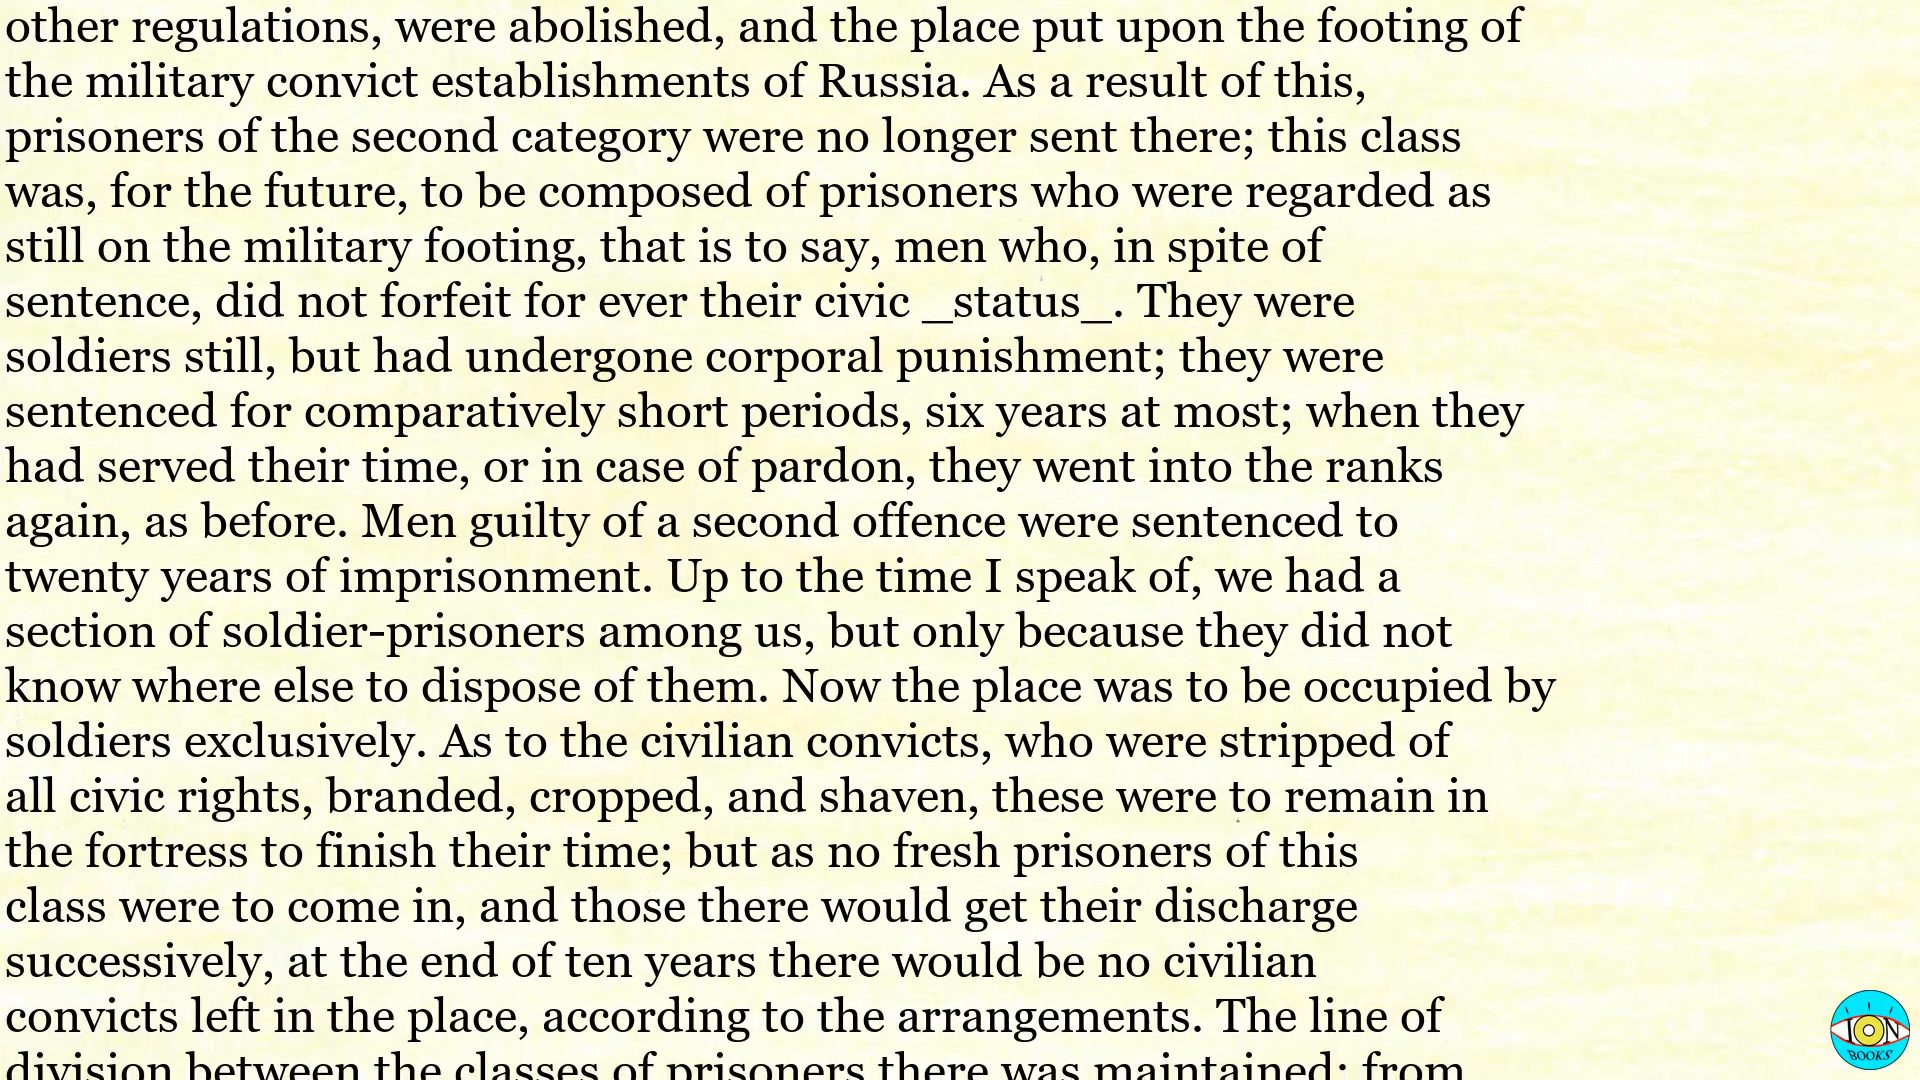 other regulations, were abolished, and the place put upon the footing of
the military convict establishments of Russia. As a result of this,
prisoners of the second category were no longer sent there; this class
was, for the future, to be composed of prisoners who were regarded as
still on the military footing, that is to say, men who, in spite of
sentence, did not forfeit for ever their civic _status_. They were
soldiers still, but had undergone corporal punishment; they were
sentenced for comparatively short periods, six years at most; when they
had served their time, or in case of pardon, they went into the ranks
again, as before. Men guilty of a second offence were sentenced to
twenty years of imprisonment. Up to the time I speak of, we had a
section of soldier-prisoners among us, but only because they did not
know where else to dispose of them. Now the place was to be occupied by
soldiers exclusively. As to the civilian convicts, who were stripped of
all civic rights, branded, cropped, and shaven, these were to remain in
the fortress to finish their time; but as no fresh prisoners of this
class were to come in, and those there would get their discharge
successively, at the end of ten years there would be no civilian
convicts left in the place, according to the arrangements. The line of
division between the classes of prisoners there was maintained; from
ION
BOOKS